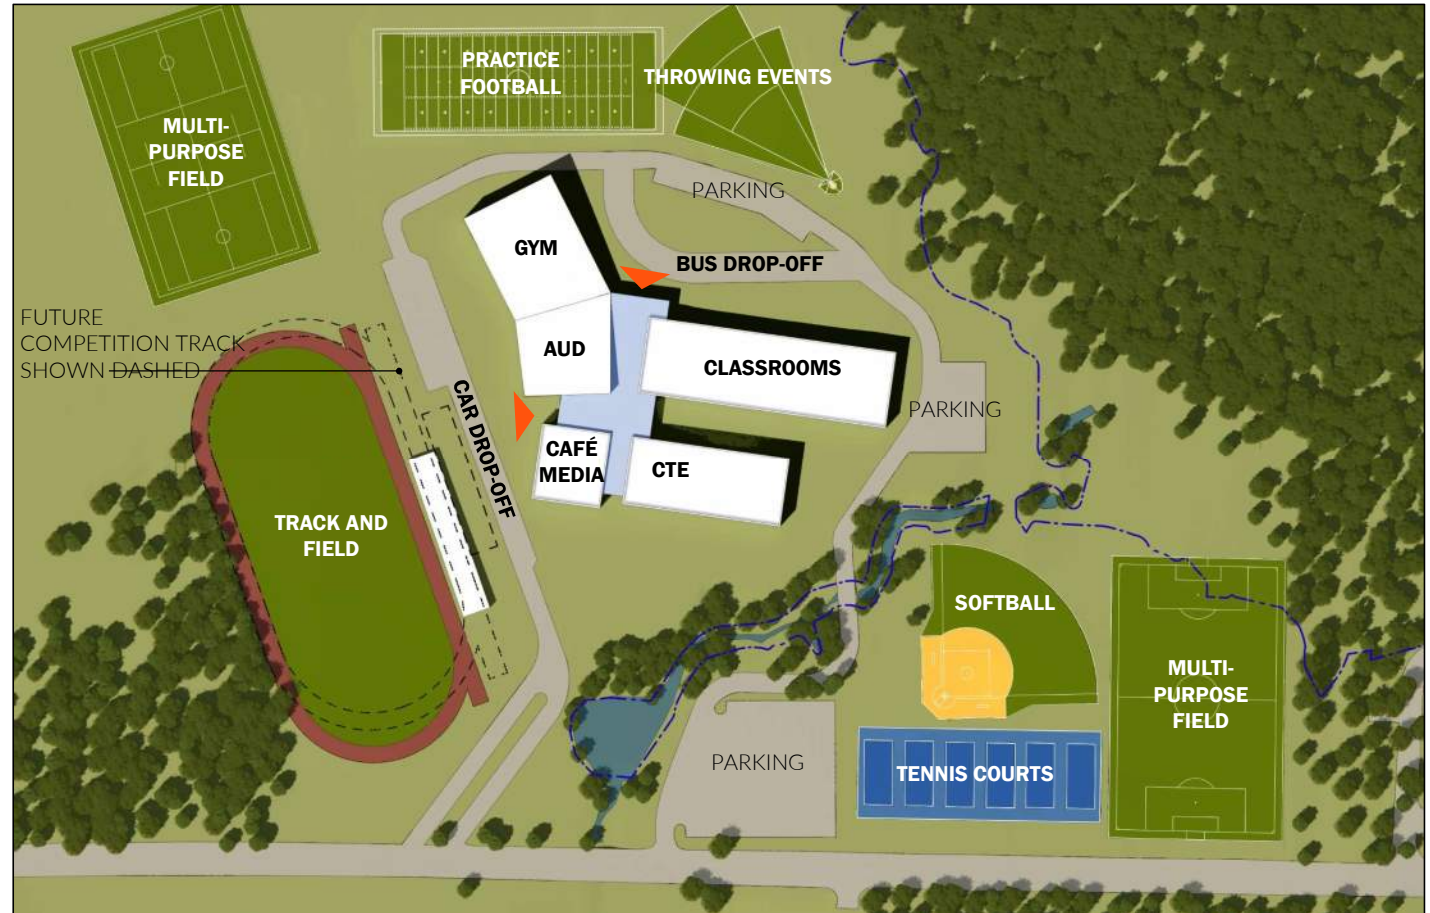 PRACTICE
FOOTBALL
THROWING EVENTS
MULTI-
PURPOSE
FIELD
PARKING
GYM
BUS DROP-OFF
FUTURE
COMPETITION TRACK
SHOWN DASHED
AUD
CLASSROOMS
CAR DROP-OFF
PARKING
CAFÉ
MEDIA
CTE
TRACK AND
FIELD
SOFTBALL
MULTI-
PURPOSE
FIELD
PARKING
TENNIS COURTS